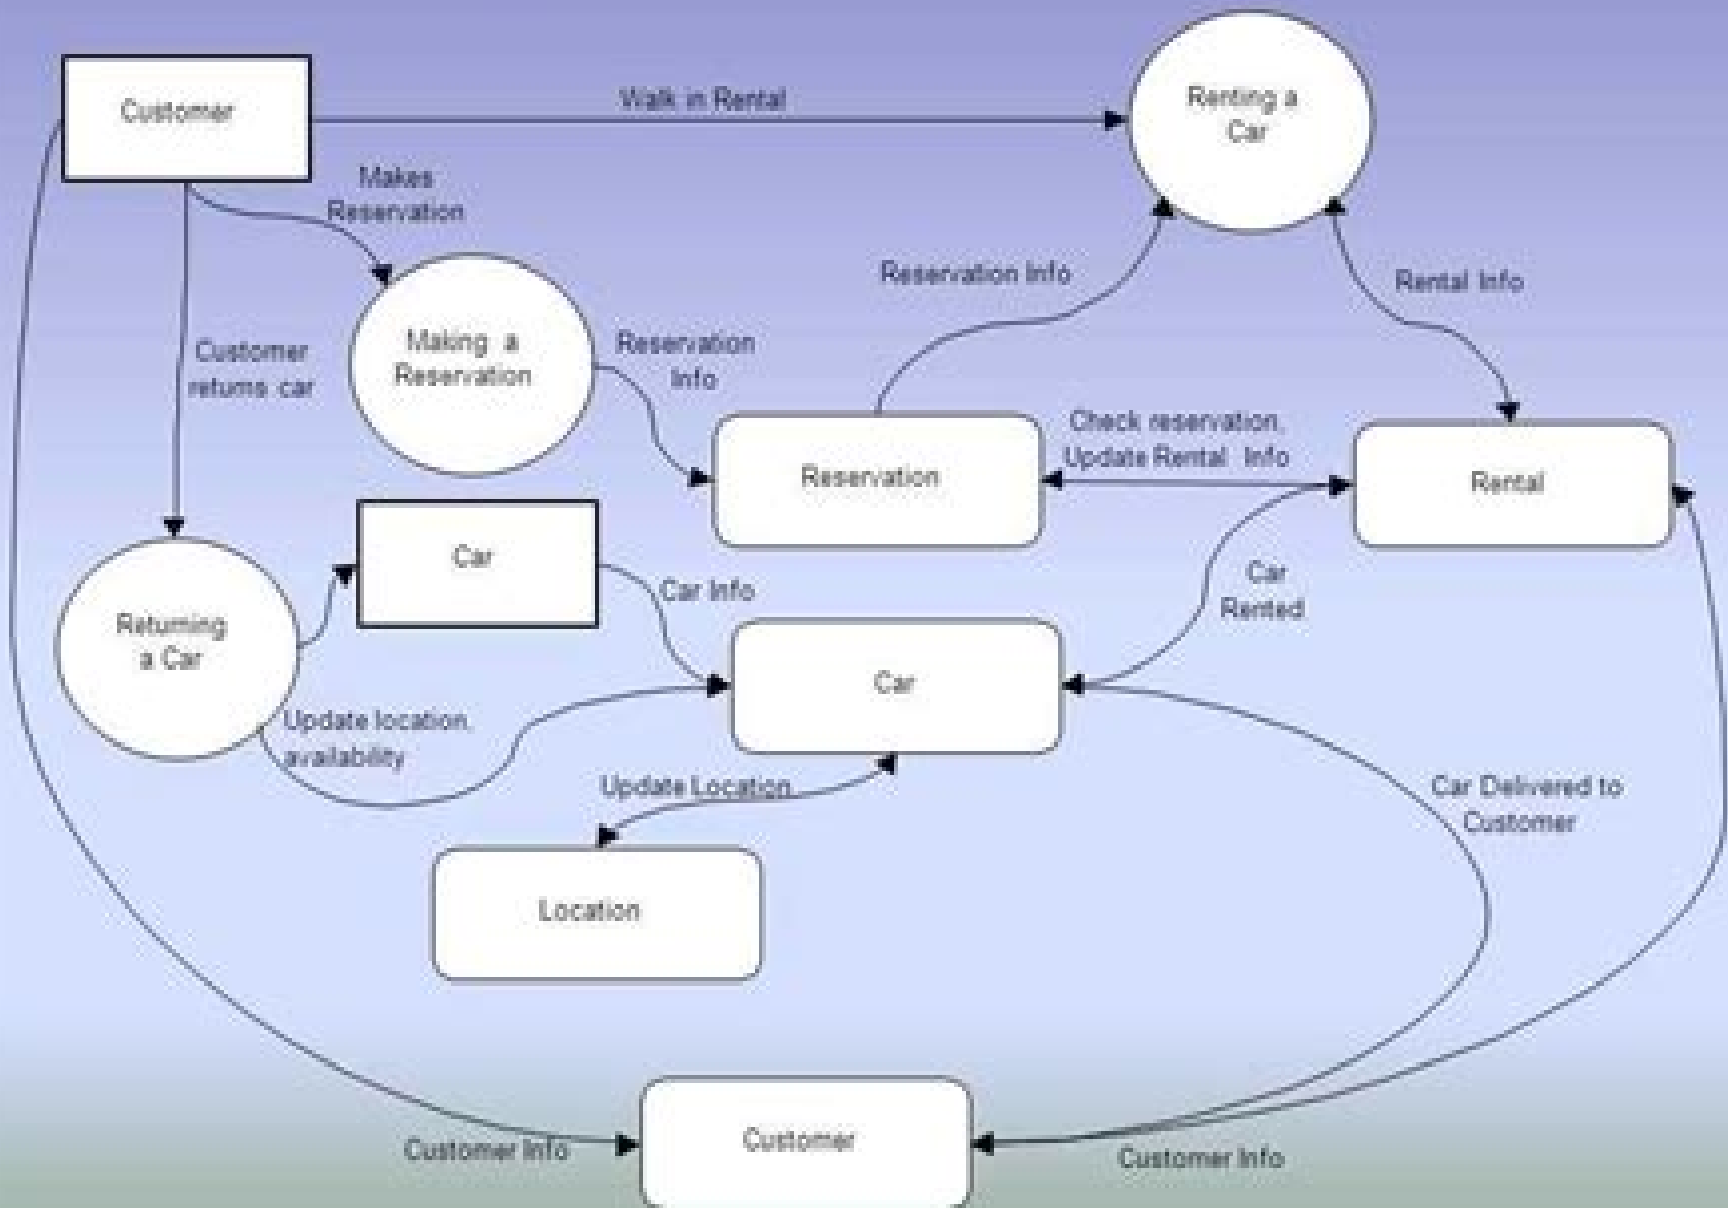 Customer
Walk in Rental
Renting a
Car
Makes
Reservation
Reservation Info
Rental Info
Customer
returns car
Making a
Reservation
Reservation
Info
Check reservation,
Update Rental Info
Reservation
Rental
Car
Car Info
Car
Rented
Returning
a Car
Car
Update location,
availability
Update Location
Car Delivered to
Customer
Location
Customer Info
Customer
Customer Info